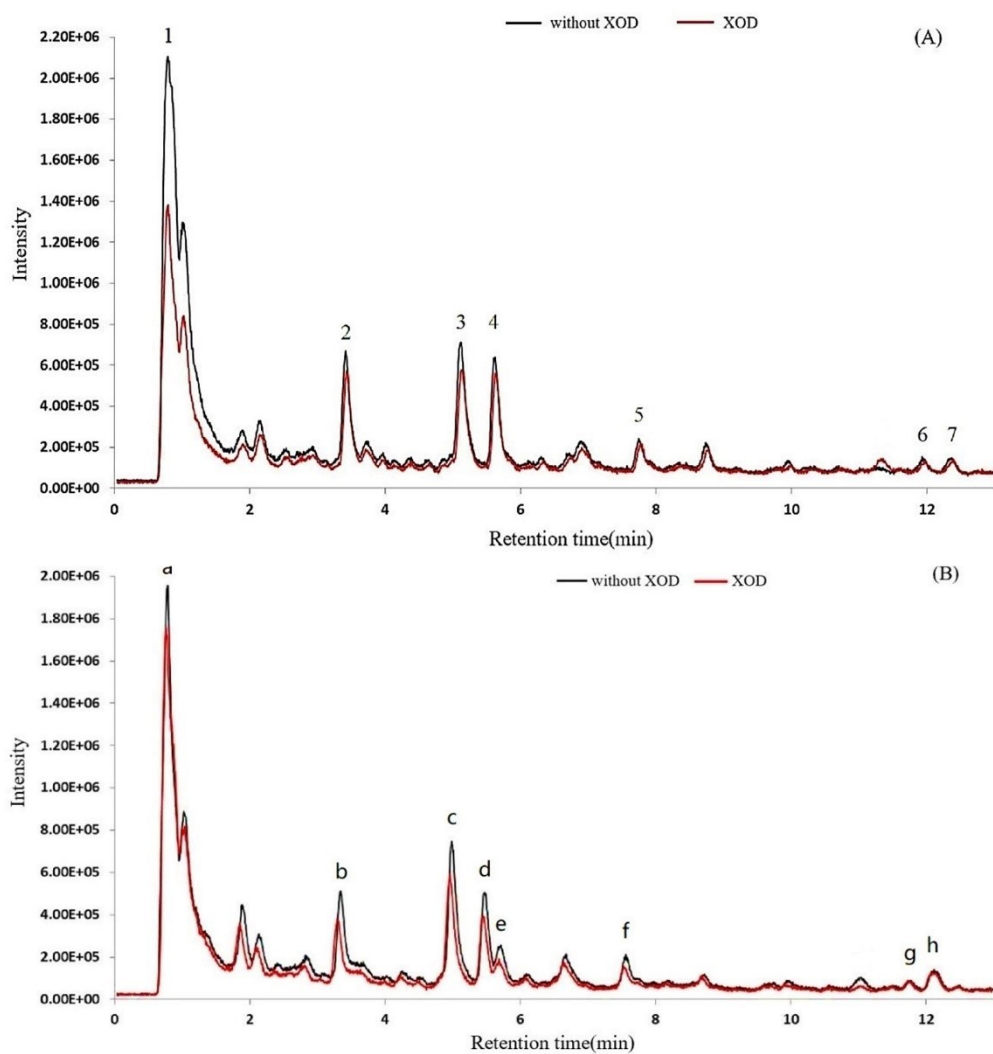 without XOD XOD (A)
2.20E+06
2.00E+06
1.80E+06
1.60E+06
1.40E+06
1.20E+06
1.00E+06
8.00E+05
6.00E+05
4.00E+05
2.00E+05
0.00E+00
Intensity
1
2
3
4
5
6
7
0 2 4 6 8 10 12
Retention time(min)
without XOD XOD (B)
2.00E+06
1.80E+06
1.60E+06
1.40E+06
1.20E+06
1.00E+06
8.00E+05
6.00E+05
4.00E+05
2.00E+05
0.00E+00
Intensity
a
b
c
d
e
f
g
h
0 2 4 6 8 10 12
Retention time(min)